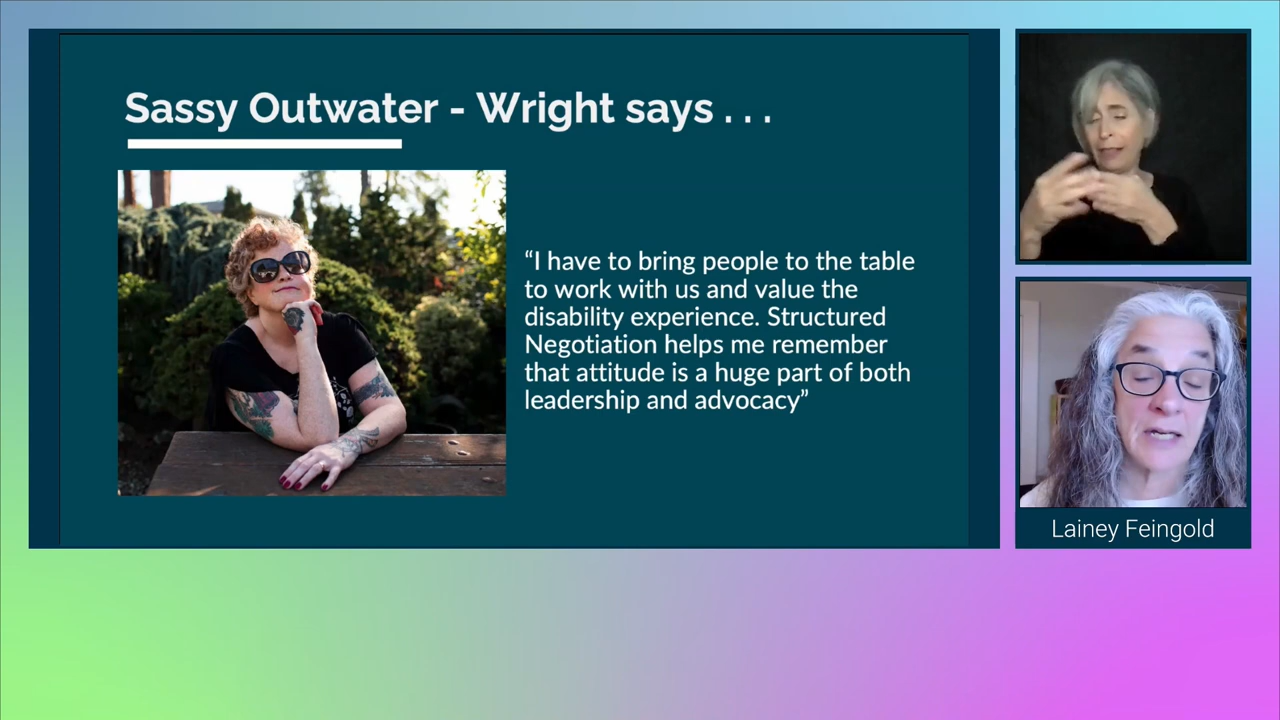 Sassy Outwater - Wright says . . .
“I have to bring people to the table
to work with us and value the
disability experience. Structured
Negotiation helps me remember
that attitude is a huge part of both
leadership and advocacy”
Lainey Feingold